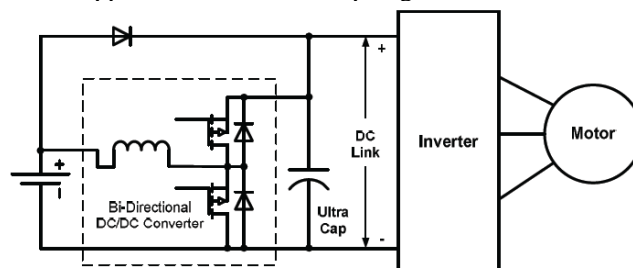 +
DC
Link
-
Inverter
Motor
+
-
Bi-Directional
DC/DC Converter
Ultra
Cap